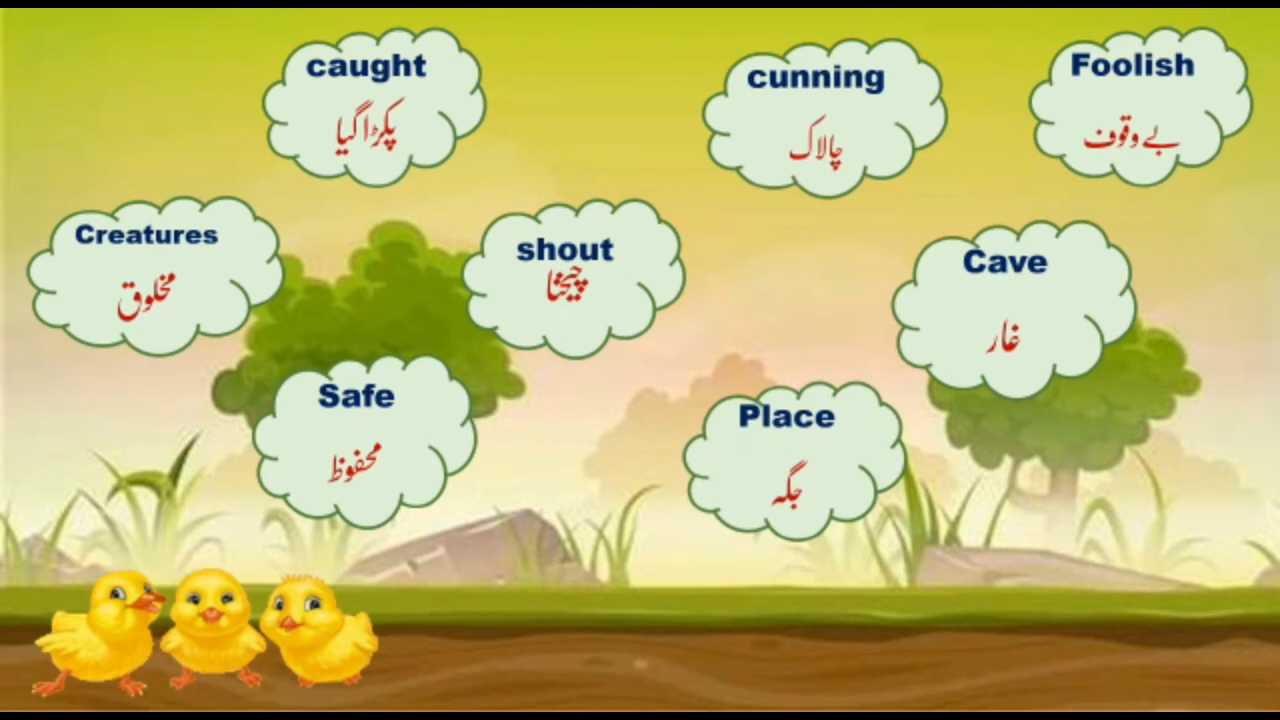 caught
پکڑا گیا
cunning
چالاک
Foolish
بے وقوف
Creatures
مخلوق
shout
چیخنا
Cave
غار
Safe
محفوظ
Place
جگہ